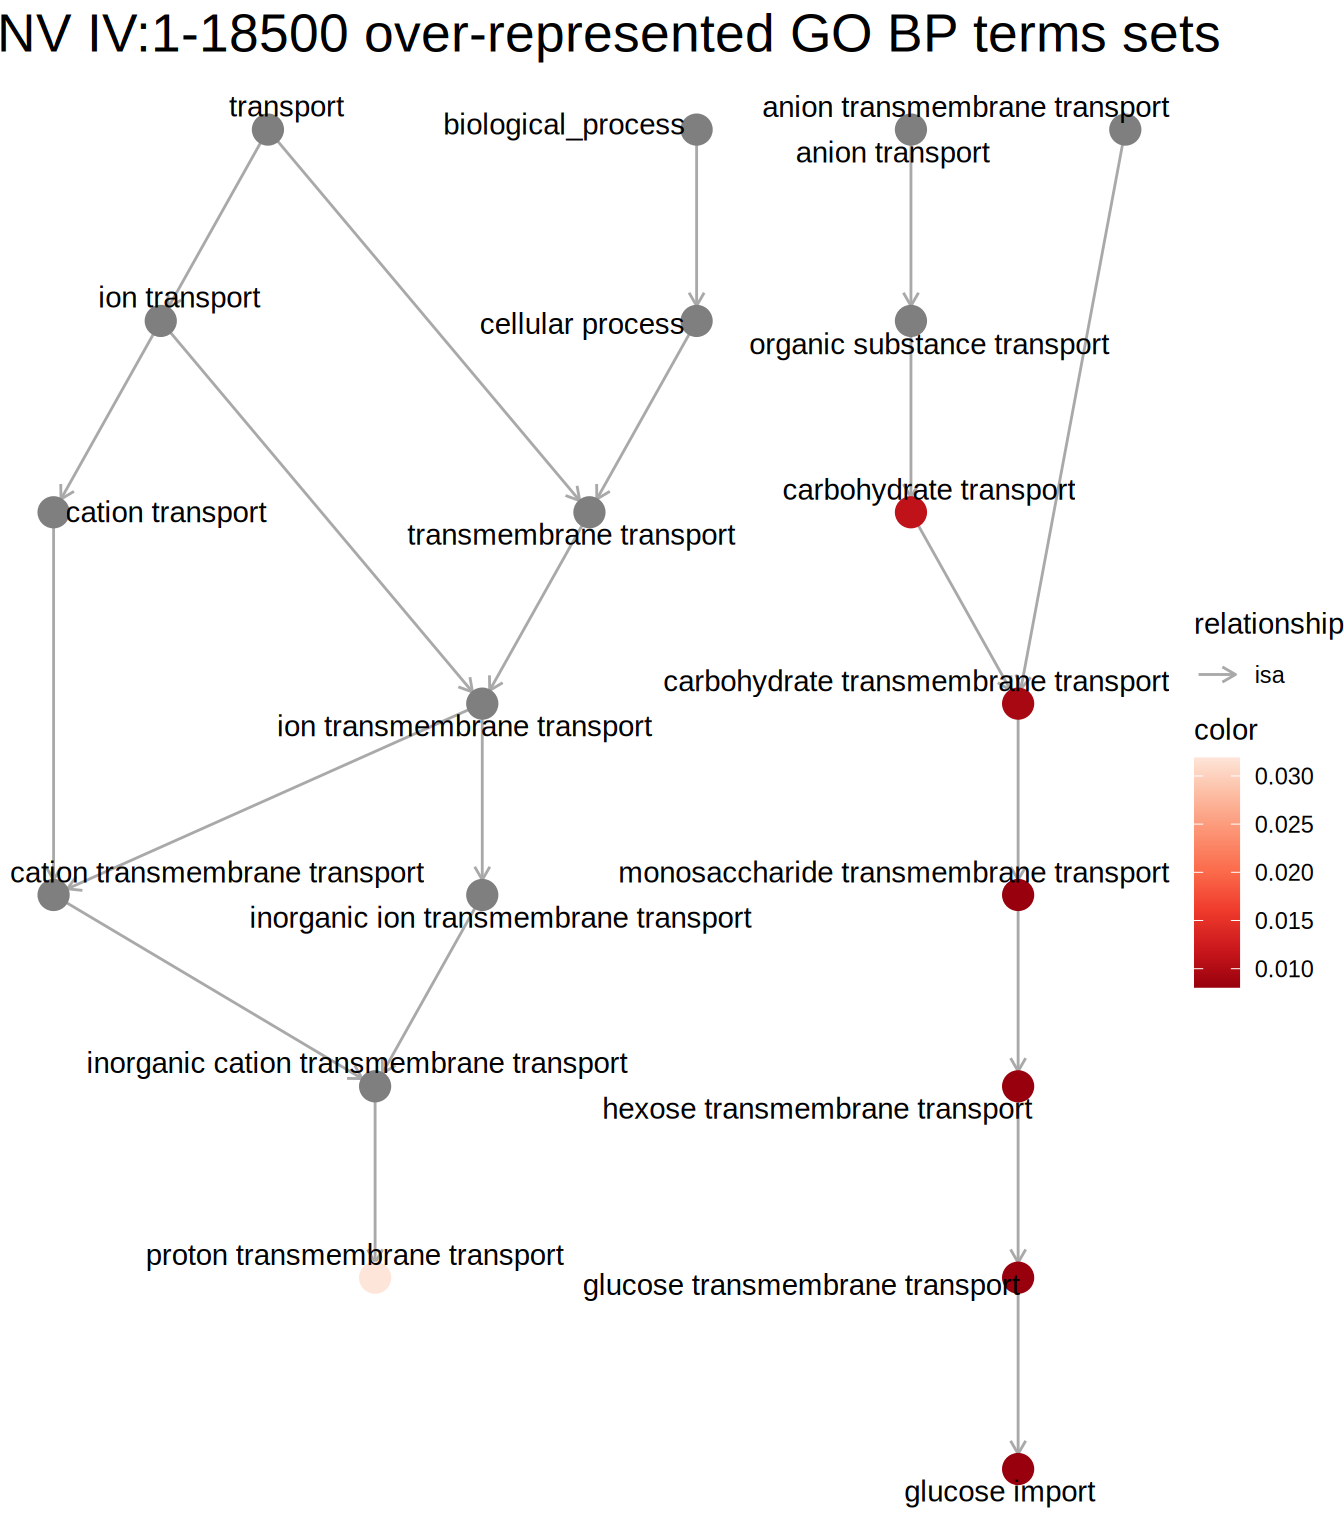 NV IV:1-18500 over-represented GO BP terms sets
transport
biological_process
anion transmembrane transport
anion transport
ion transport
cellular process
organic substance transport
cation transport
transmembrane transport
carbohydrate transport
relationship
isa
color
0.030
0.025
0.020
0.015
0.010
ion transmembrane transport
carbohydrate transmembrane transport
cation transmembrane transport
inorganic ion transmembrane transport
monosaccharide transmembrane transport
inorganic cation transmembrane transport
hexose transmembrane transport
proton transmembrane transport
glucose transmembrane transport
glucose import